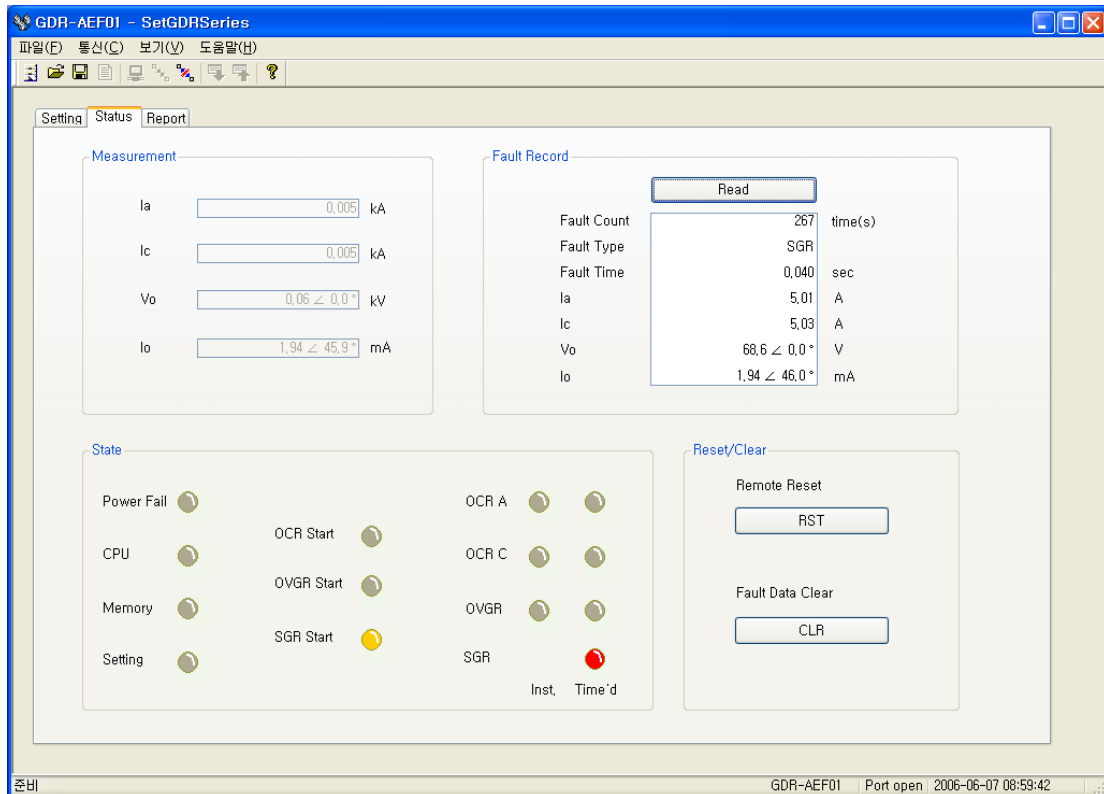 GDR-AEF01 - SetGDRSeries
파일(F) 통신(C) 보기(V) 도움말(H)
Setting Status Report
Measurement
Ia 0,005 kA
Ic 0,005 kA
Vo 0,06 ∠ 0,0 ° kV
Io 1,94 ∠ 45,9 ° mA
Fault Record
Read
Fault Count 267 time(s)
Fault Type SGR
Fault Time 0,040 sec
Ia 5,01 A
Ic 5,03 A
Vo 68,6 ∠ 0,0 ° V
Io 1,94 ∠ 46,0 ° mA
State
Power Fail
CPU
Memory
Setting
OCR Start
OVGR Start
SGR Start
OCR A
OCR C
OVGR
SGR
Inst, Time'd
Reset/Clear
Remote Reset
RST
Fault Data Clear
CLR
준비 GDR-AEF01 Port open 2006-06-07 08:59:42